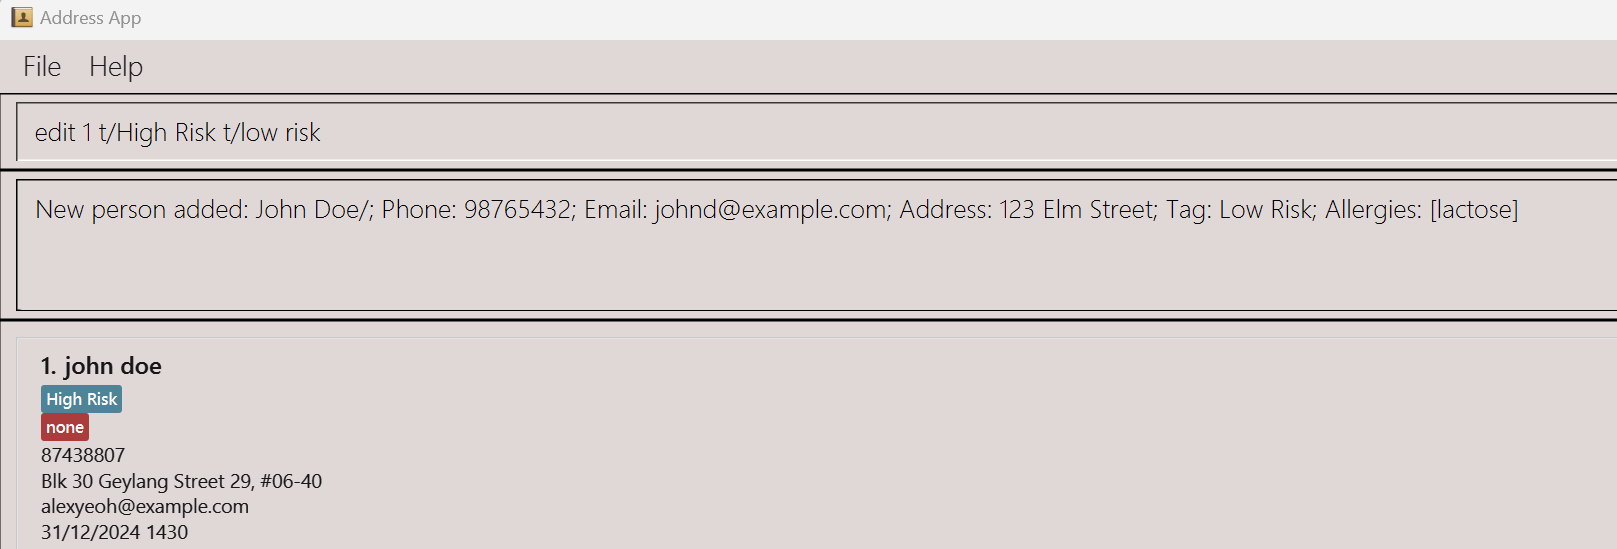 Address App
File Help
edit 1 t/High Risk t/low risk
New person added: John Doe/; Phone: 98765432; Email: johnd@example.com; Address: 123 Elm Street; Tag: Low Risk; Allergies: [lactose]
1. john doe
High Risk
none
87438807
Blk 30 Geylang Street 29, #06-40
alexyeoh@example.com
31/12/2024 1430